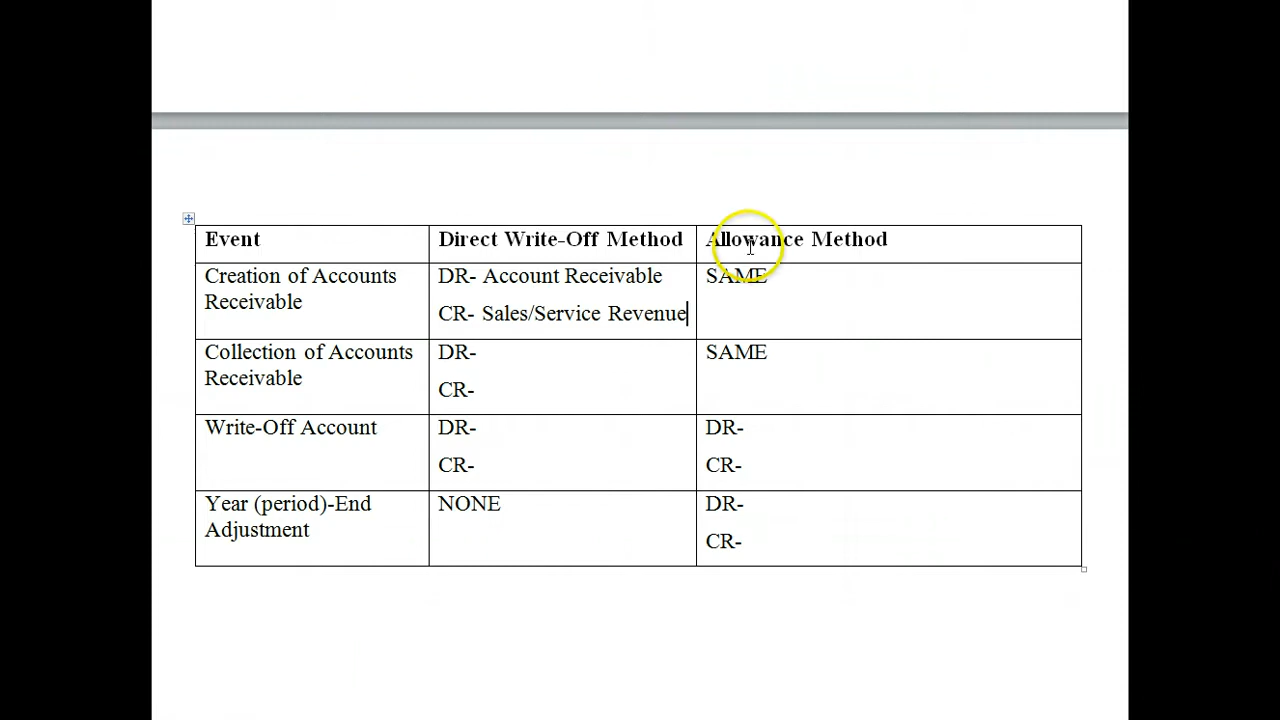 Event Direct Write-Off Method Allowance Method
Creation of Accounts DR- Account Receivable SAME
Receivable CR- Sales/Service Revenue
Collection of Accounts DR- SAME
Receivable CR-
Write-Off Account DR- DR-
CR- CR-
Year (period)-End NONE DR-
Adjustment CR-